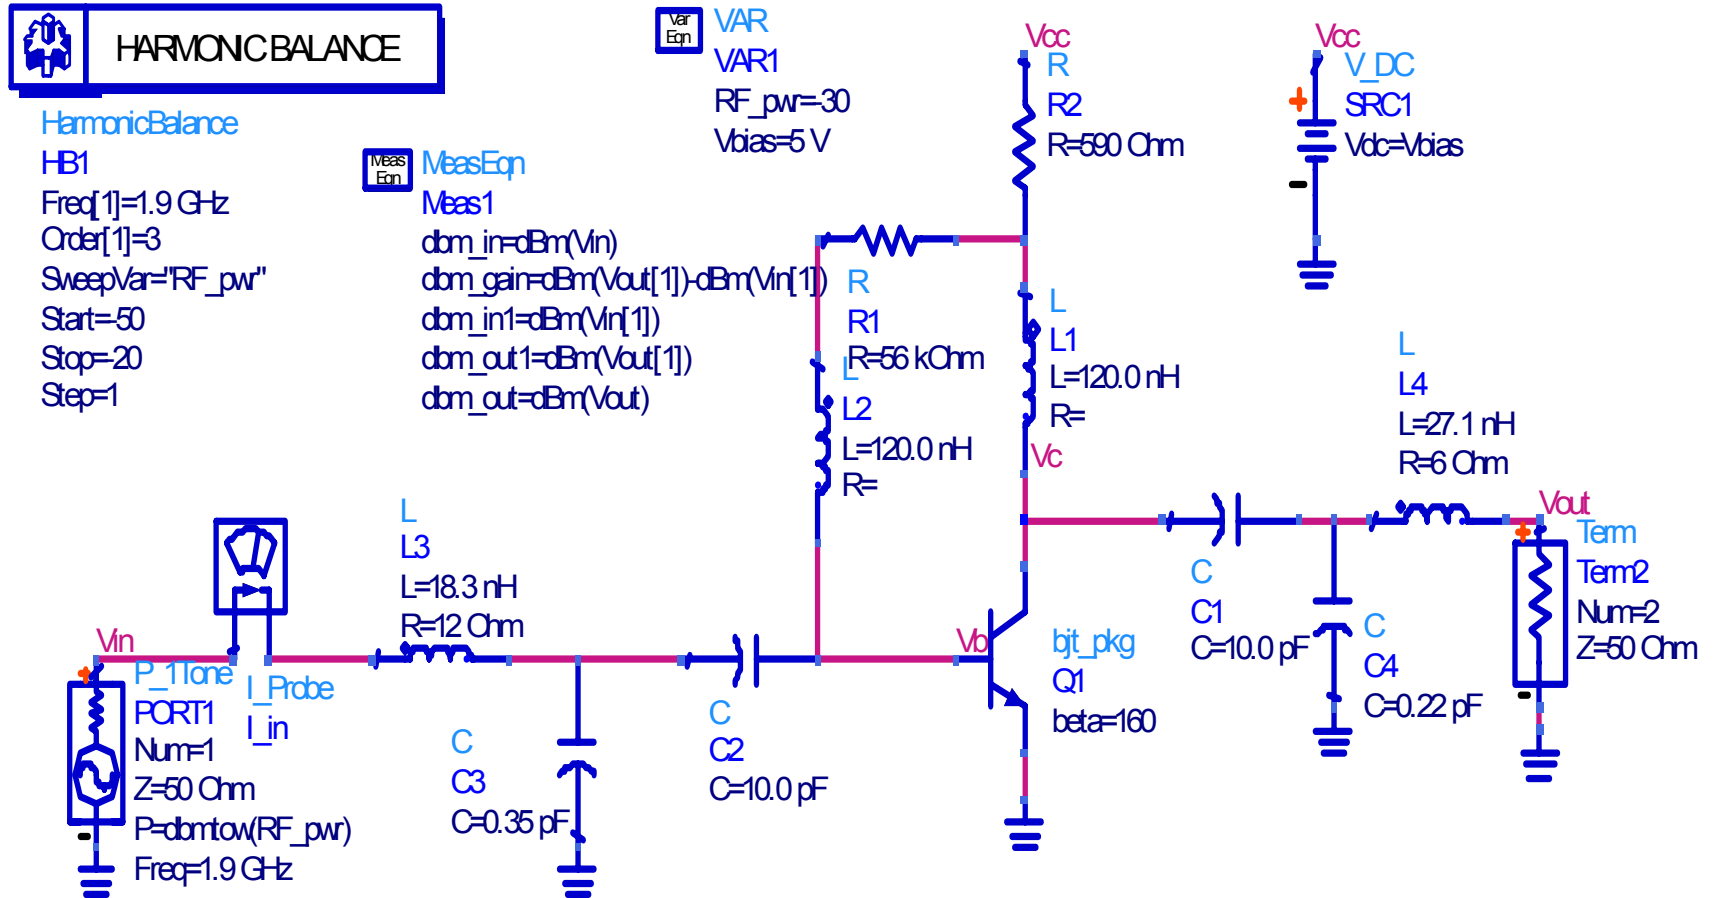 HARMONIC BALANCE
HarmonicBalance
HB1
Freq[1]=1.9 GHz
Order[1]=3
SweepVar="RF_pwr"
Start=-50
Stop=-20
Step=1
Meas
Eqn
MeasEqn
Meas1
dbm_in=dBm(Vin)
dbm_gain=dBm(Vout[1])-dBm(Vin[1])
dbm_in1=dBm(Vin[1])
dbm_out1=dBm(Vout[1])
dbm_out=dBm(Vout)
Var
Eqn
VAR
VAR1
RF_pwr=-30
Vbias=5 V
Vcc
R
R2
R=590 Ohm
Vcc
V_DC
SRC1
Vdc=Vbias
R
R1
R=56 kOhm
L
L2
L=120.0 nH
R=
L
L1
L=120.0 nH
R=
Vc
L
L4
L=27.1 nH
R=6 Ohm
Vout
Term
Term2
Num=2
Z=50 Ohm
L
L3
L=18.3 nH
R=12 Ohm
Vin
P_1Tone
PORT1
Num=1
Z=50 Ohm
P=dbmtow(RF_pwr)
Freq=1.9 GHz
I_Probe
I_in
C
C3
C=0.35 pF
C
C2
C=10.0 pF
Vb
bjt_pkg
Q1
beta=160
C
C1
C=10.0 pF
C
C4
C=0.22 pF